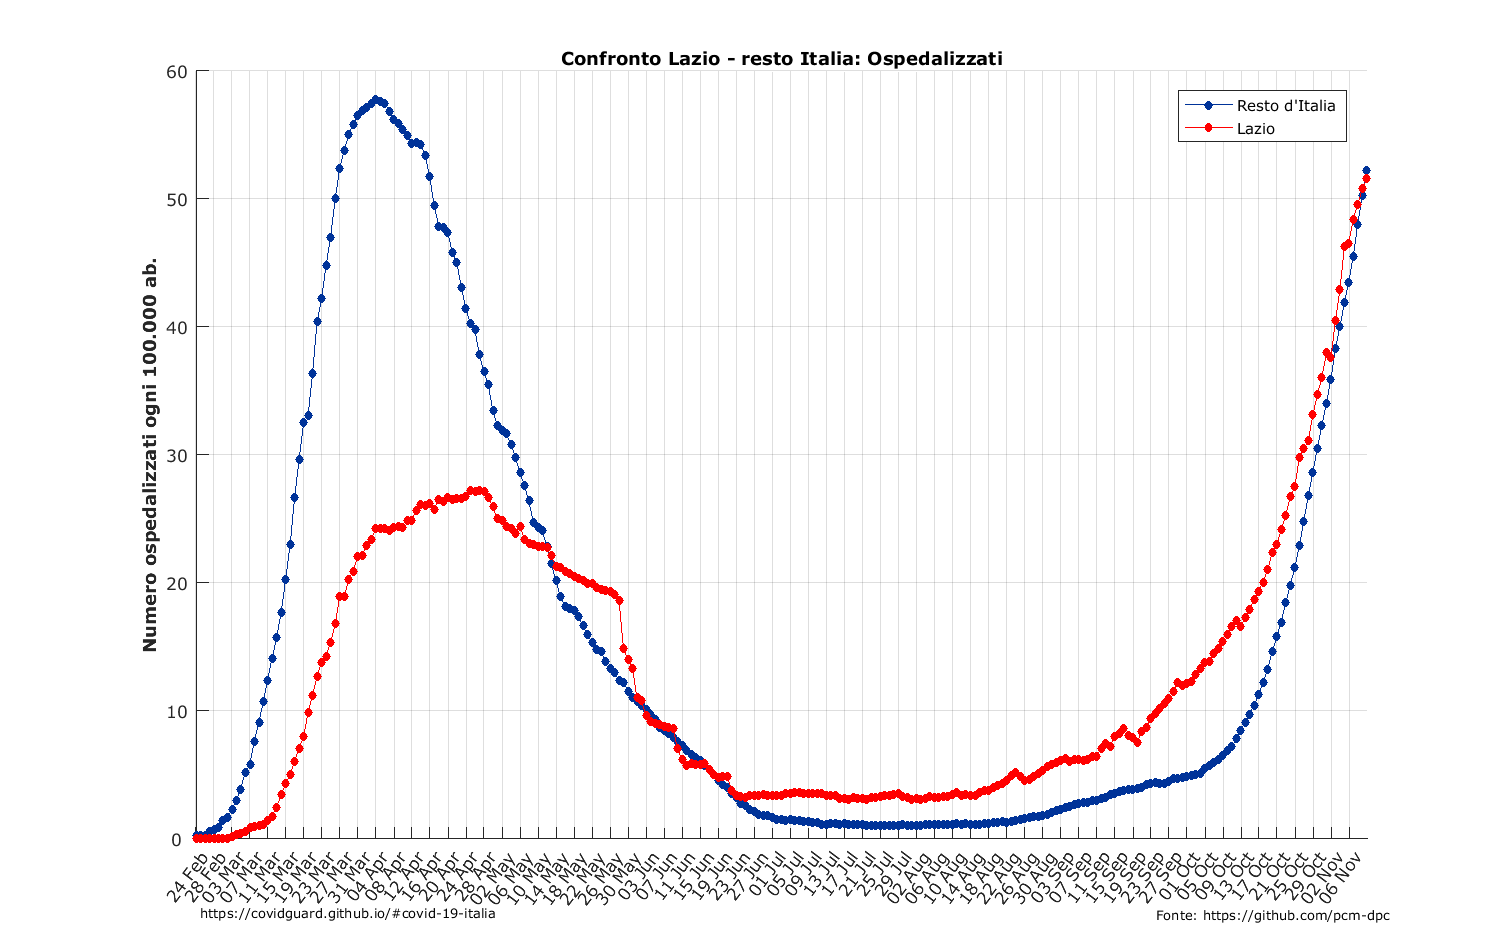 Confronto Lazio - resto Italia: Ospedalizzati
Numero ospedalizzati ogni 100.000 ab.
60
50
40
30
20
10
0
Resto d'Italia
Lazio
24 Feb
28 Feb
03 Mar
07 Mar
11 Mar
15 Mar
19 Mar
23 Mar
27 Mar
31 Mar
04 Apr
08 Apr
12 Apr
16 Apr
20 Apr
24 Apr
28 Apr
02 May
06 May
10 May
14 May
18 May
22 May
26 May
30 May
03 Jun
07 Jun
11 Jun
15 Jun
19 Jun
23 Jun
27 Jun
01 Jul
05 Jul
09 Jul
13 Jul
17 Jul
21 Jul
25 Jul
29 Jul
02 Aug
06 Aug
10 Aug
14 Aug
18 Aug
22 Aug
26 Aug
30 Aug
03 Sep
07 Sep
11 Sep
15 Sep
19 Sep
23 Sep
27 Sep
01 Oct
05 Oct
09 Oct
13 Oct
17 Oct
21 Oct
25 Oct
29 Oct
02 Nov
06 Nov
https://covidguard.github.io/#covid-19-italia
Fonte: https://github.com/pcm-dpc